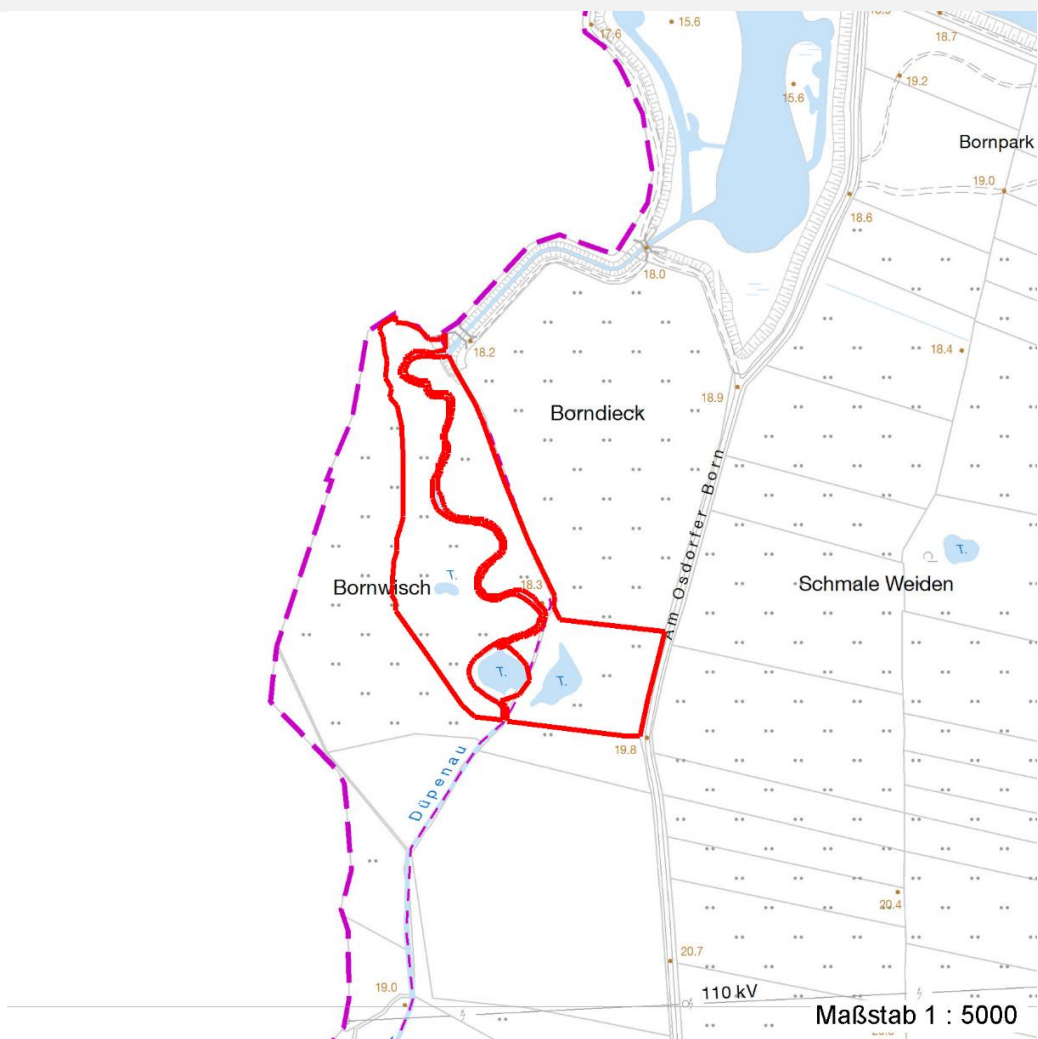 17.6
15.6
18.7
15.6
19.2
Bornpark
19.0
18.6
18.0
18.2
18.4
18.9
Borndieck
Am Osdorfer Born
T.
T.
18.3
Bornwisch
Schmale Weiden
T.
T.
19.8
Düpenau
20.4
20.7
19.0
110 kV
Maßstab 1 : 5000